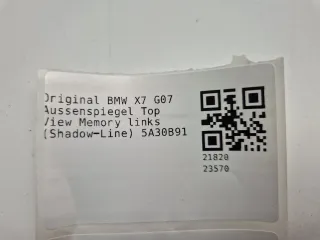 Original BMW X7 G07
Aussenspiegel Top
View Memory links
(Shadow-Line) 5A30B91
21820
23570